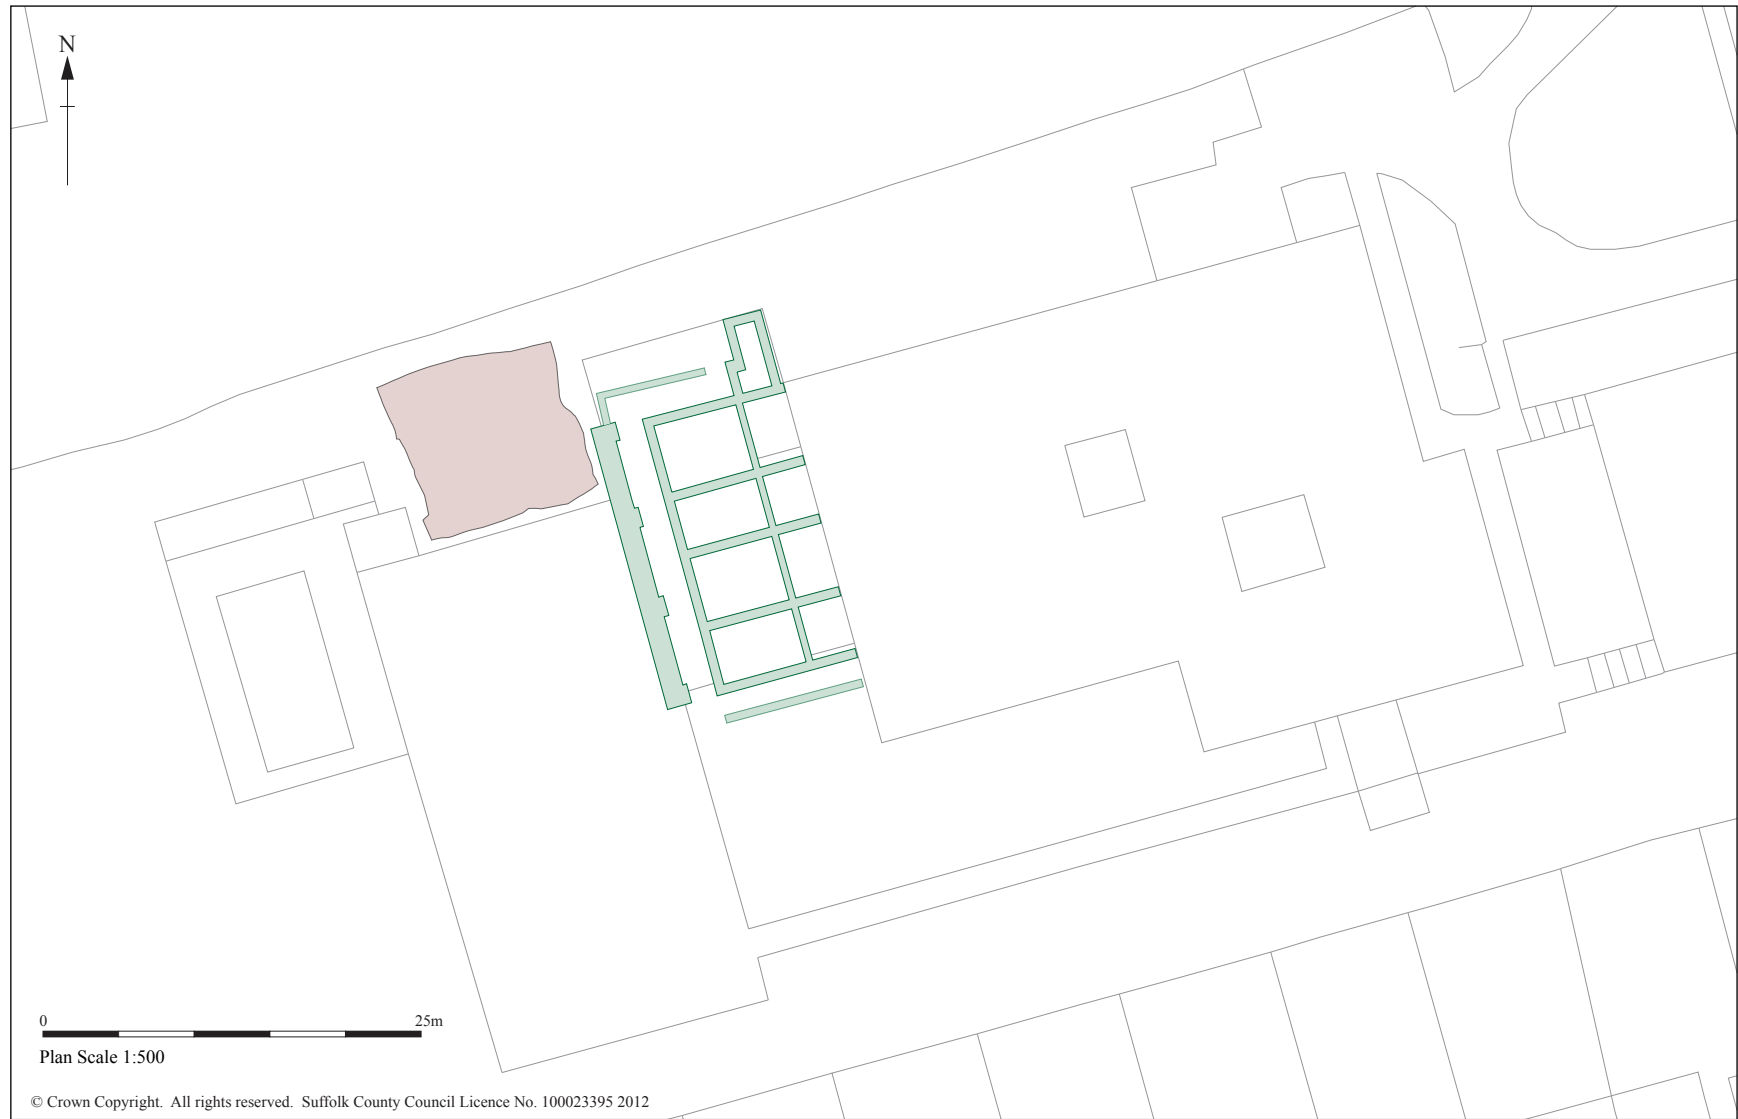 N
0 25m
Plan Scale 1:500
© Crown Copyright. All rights reserved. Suffolk County Council Licence No. 100023395 2012